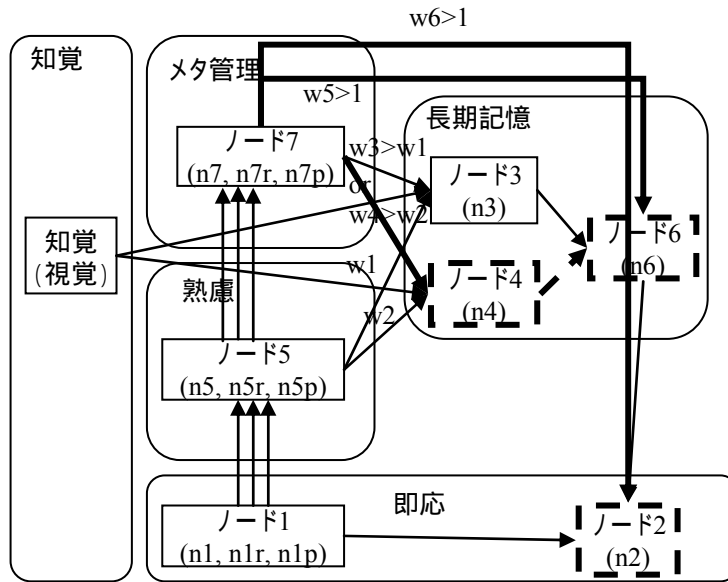 w6>1
知覚
メタ管理
w5>1
長期記憶
ノード7
(n7, n7r, n7p)
w3>w1
or
w4>w2
ノード3
(n3)
ノード6
(n6)
知覚
(視覚)
w1
熟慮
ノード4
(n4)
w2
ノード5
(n5, n5r, n5p)
即応
ノード1
(n1, n1r, n1p)
ノード2
(n2)